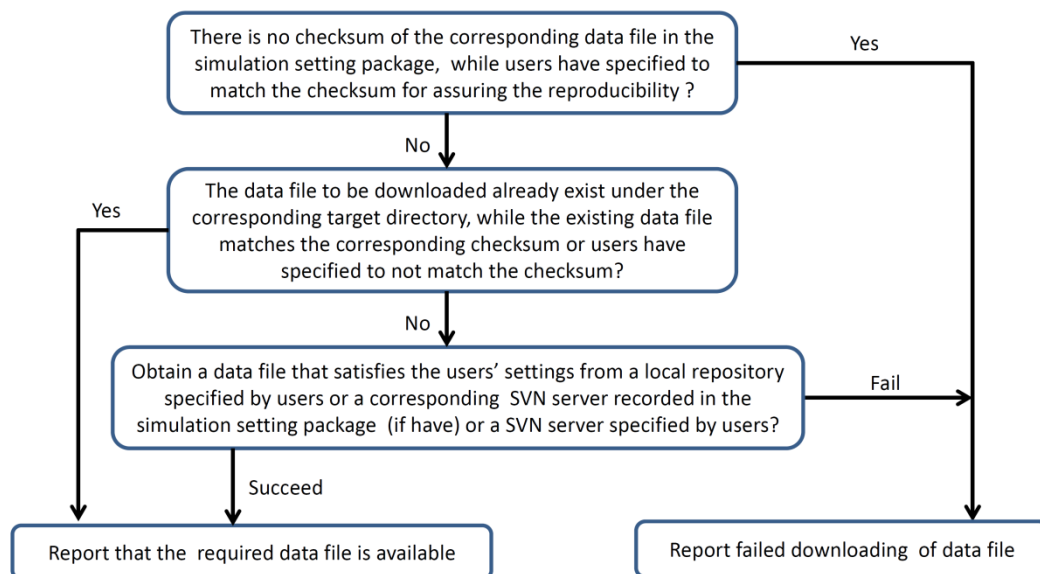 There is no checksum of the corresponding data file in the
simulation setting package, while users have specified to
match the checksum for assuring the reproducibility ?
Yes
No
The data file to be downloaded already exist under the
corresponding target directory, while the existing data file
matches the corresponding checksum or users have
specified to not match the checksum?
Yes
No
Obtain a data file that satisfies the users’ settings from a local repository
specified by users or a corresponding SVN server recorded in the
simulation setting package (if have) or a SVN server specified by users?
Fail
Succeed
Report that the required data file is available
Report failed downloading of data file